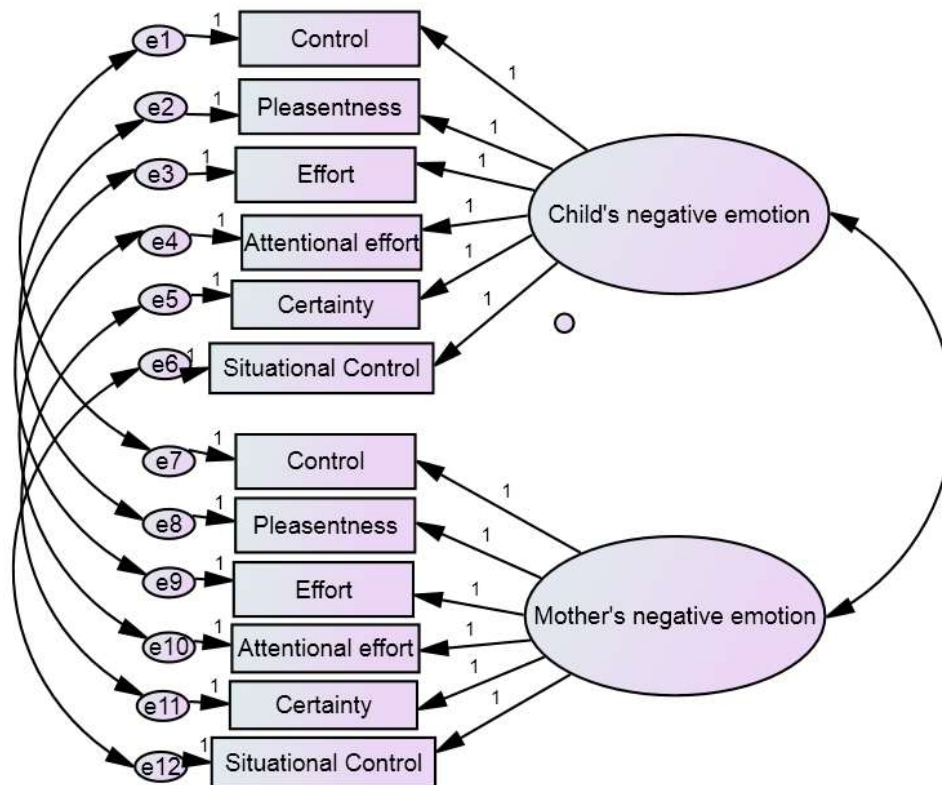 e1 1 Control
1
e2 1 Pleasentness
1
e3 1 Effort
1
Child's negative emotion
e4 1 Attentional effort
1
e5 1 Certainty
1
e6 1 Situational Control
1
e7 1 Control
1
e8 1 Pleasentness
1
e9 1 Effort
1
Mother's negative emotion
e10 1 Attentional effort
1
e11 1 Certainty
1
e12 1 Situational Control
1